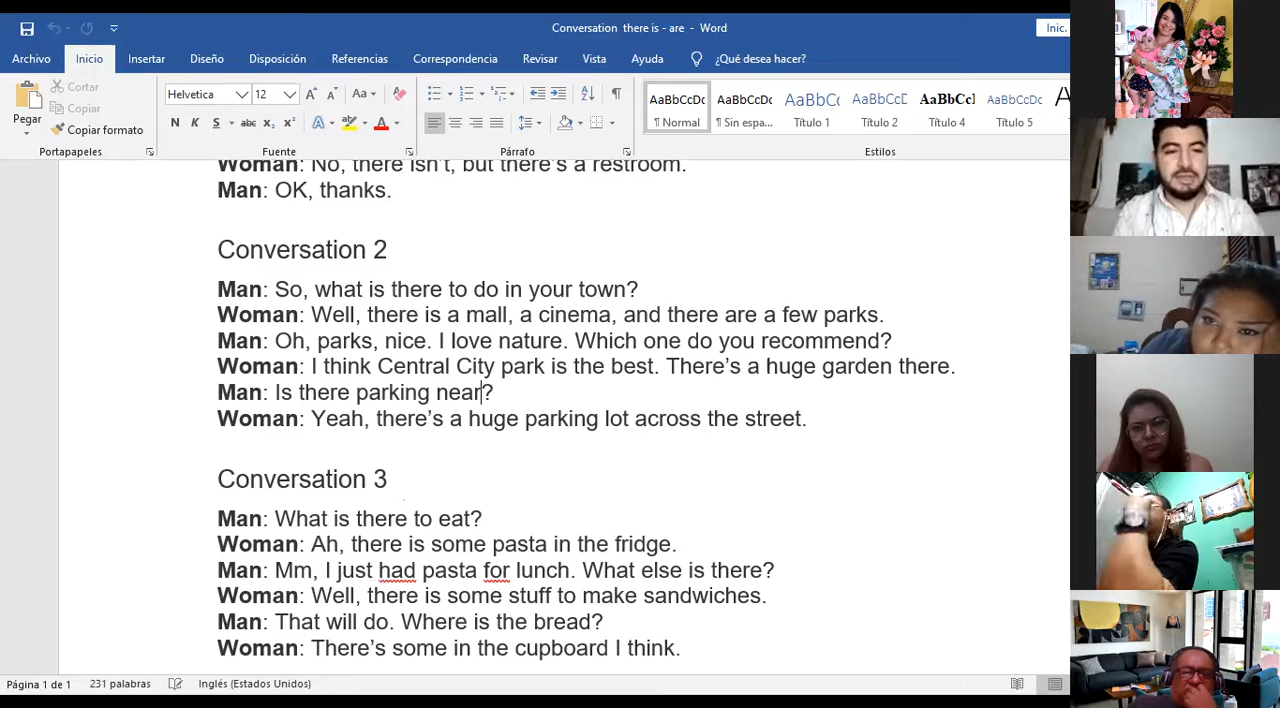 Conversation there is - are - Word
Inic.
Archivo Inicio Insertar Diseño Disposición Referencias Correspondencia Revisar Vista Ayuda ¿Qué desea hacer?
Pegar
Cortar
Copiar
Copiar formato
Portapapeles
Helvetica 12
N K S abc x₂ x²
Fuente
Párrafo
AaBbCcDc AaBbCcDc AaBbC AaBbCcD AaBbCcl AaBbCcDc
¶ Normal ¶ Sin espa... Título 1 Título 2 Título 4 Título 5
Estilos
Woman: No, there isn't, but there's a restroom.
Man: OK, thanks.
Conversation 2
Man: So, what is there to do in your town?
Woman: Well, there is a mall, a cinema, and there are a few parks.
Man: Oh, parks, nice. I love nature. Which one do you recommend?
Woman: I think Central City park is the best. There's a huge garden there.
Man: Is there parking near?
Woman: Yeah, there's a huge parking lot across the street.
Conversation 3
Man: What is there to eat?
Woman: Ah, there is some pasta in the fridge.
Man: Mm, I just had pasta for lunch. What else is there?
Woman: Well, there is some stuff to make sandwiches.
Man: That will do. Where is the bread?
Woman: There's some in the cupboard I think.
Página 1 de 1 231 palabras Inglés (Estados Unidos)